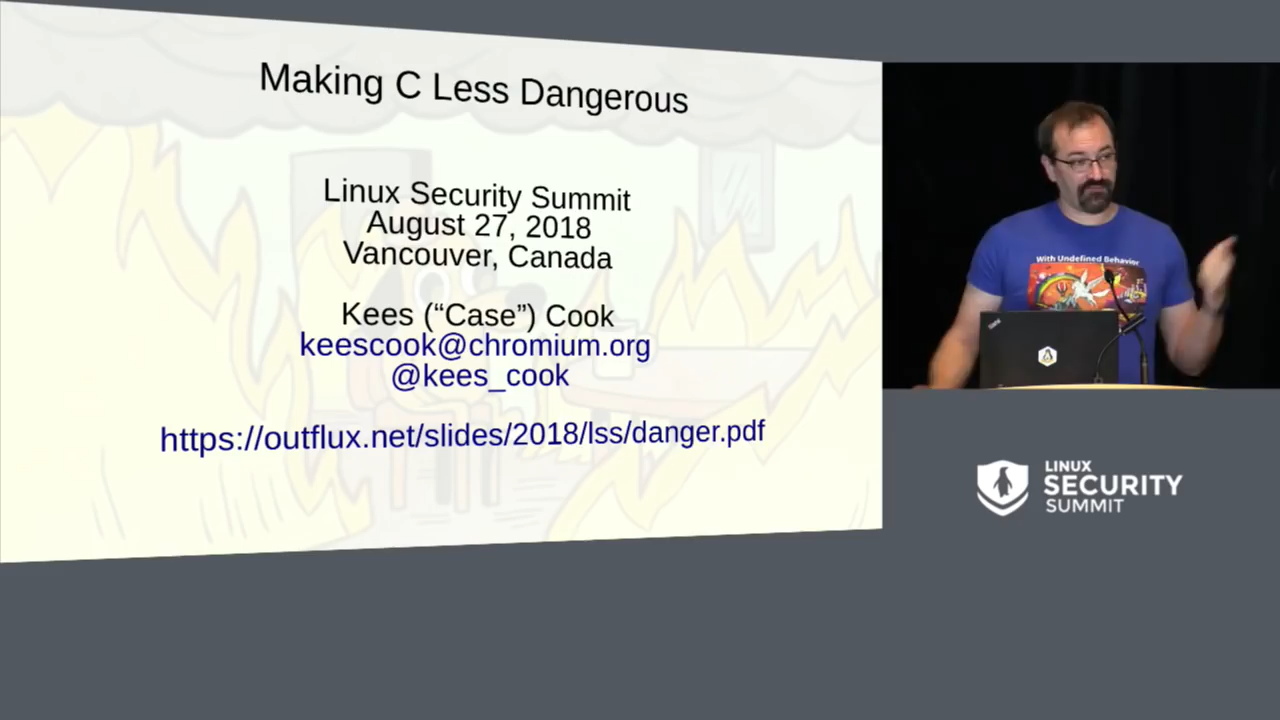 Making C Less Dangerous
Linux Security Summit
August 27, 2018
Vancouver, Canada
Kees (“Case”) Cook
keescook@chromium.org
@kees_cook
https://outflux.net/slides/2018/lss/danger.pdf
With Undefined Behavior
LINUX
SECURITY
SUMMIT